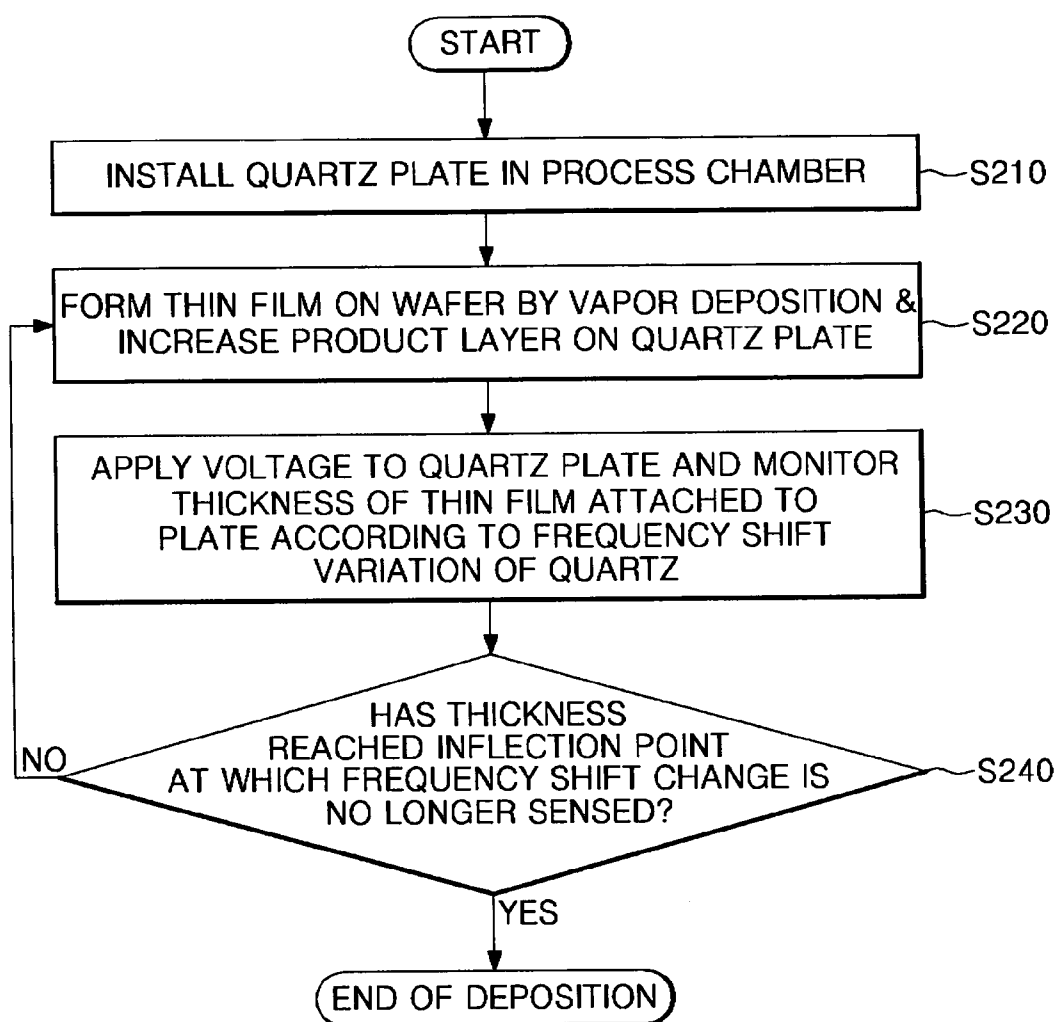 START
INSTALL QUARTZ PLATE IN PROCESS CHAMBER
S210
FORM THIN FILM ON WAFER BY VAPOR DEPOSITION &
INCREASE PRODUCT LAYER ON QUARTZ PLATE
S220
APPLY VOLTAGE TO QUARTZ PLATE AND MONITOR
THICKNESS OF THIN FILM ATTACHED TO
PLATE ACCORDING TO FREQUENCY SHIFT
VARIATION OF QUARTZ
S230
HAS THICKNESS
REACHED INFLECTION POINT
AT WHICH FREQUENCY SHIFT CHANGE IS
NO LONGER SENSED?
S240
NO
YES
END OF DEPOSITION